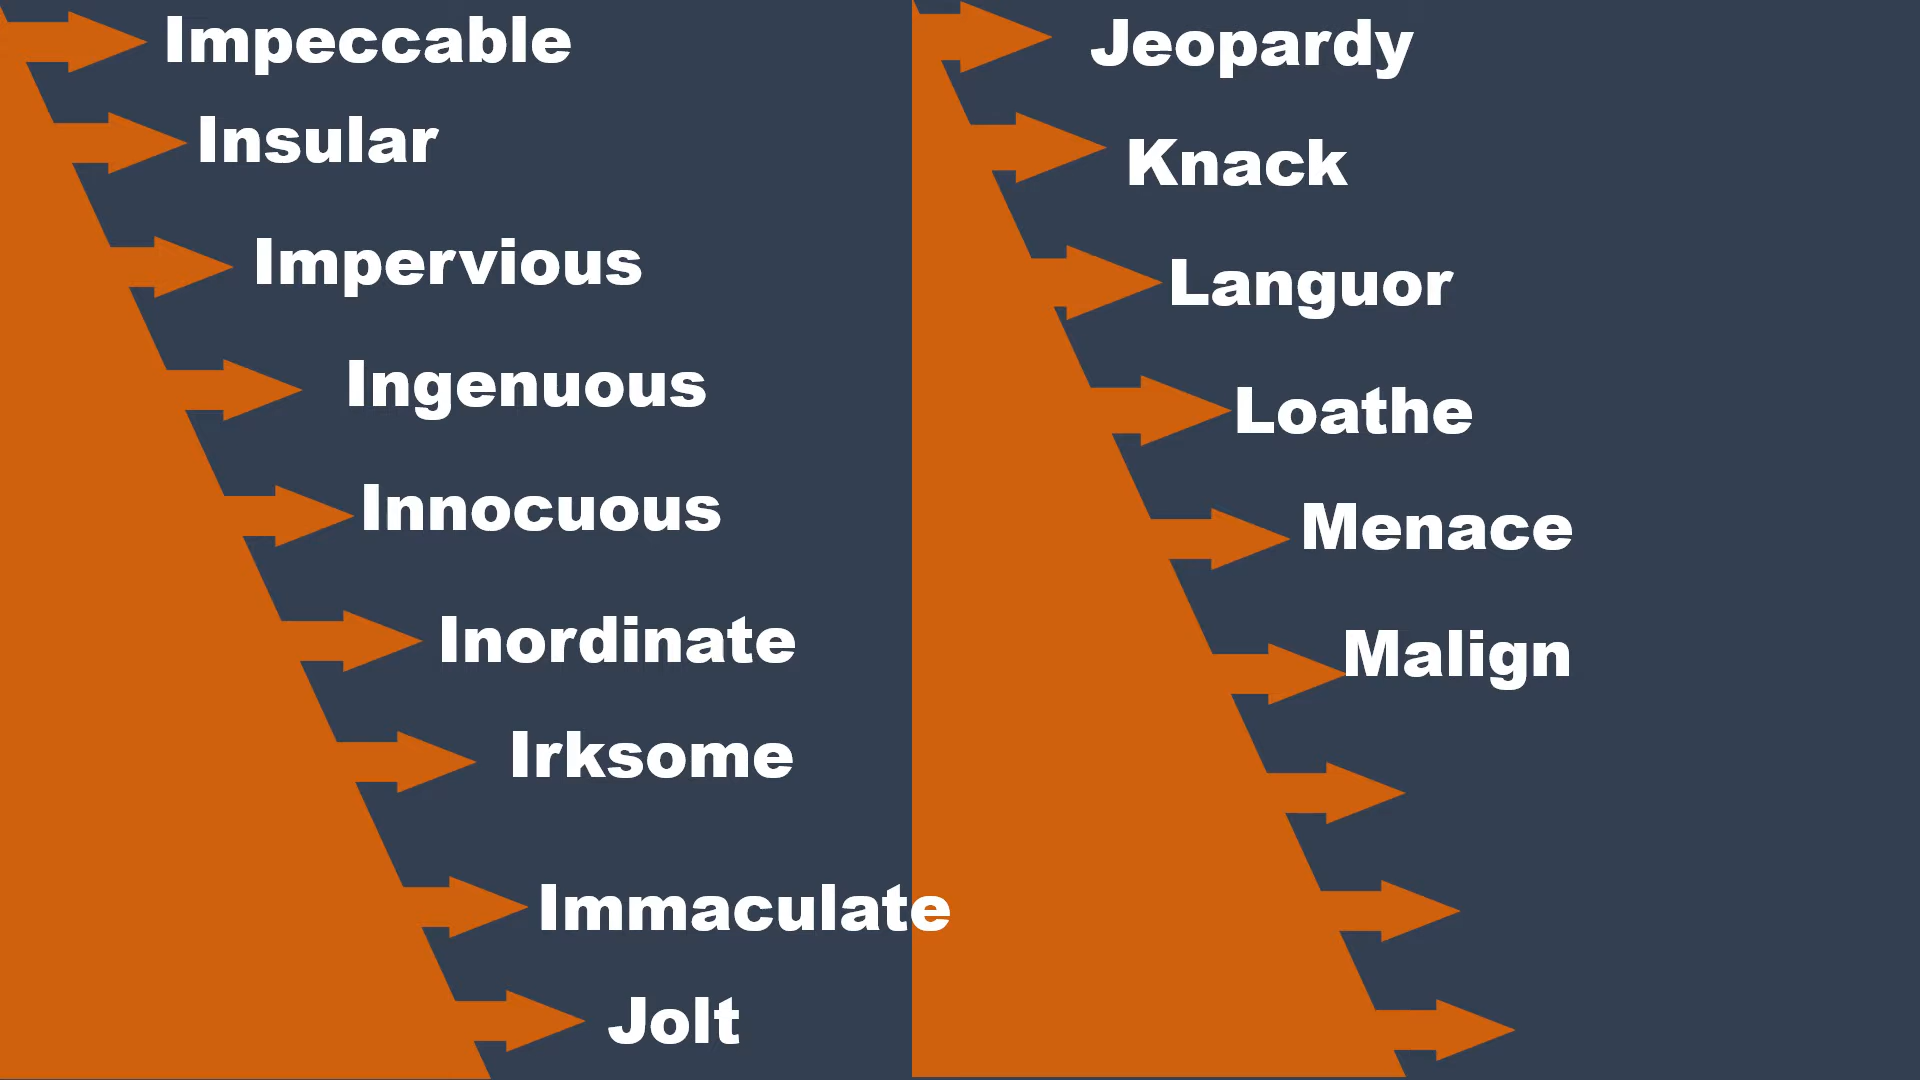 Impeccable
Insular
Impervious
Ingenuous
Innocuous
Inordinate
Irksome
Immaculate
Jolt
Jeopardy
Knack
Languor
Loathe
Menace
Malign